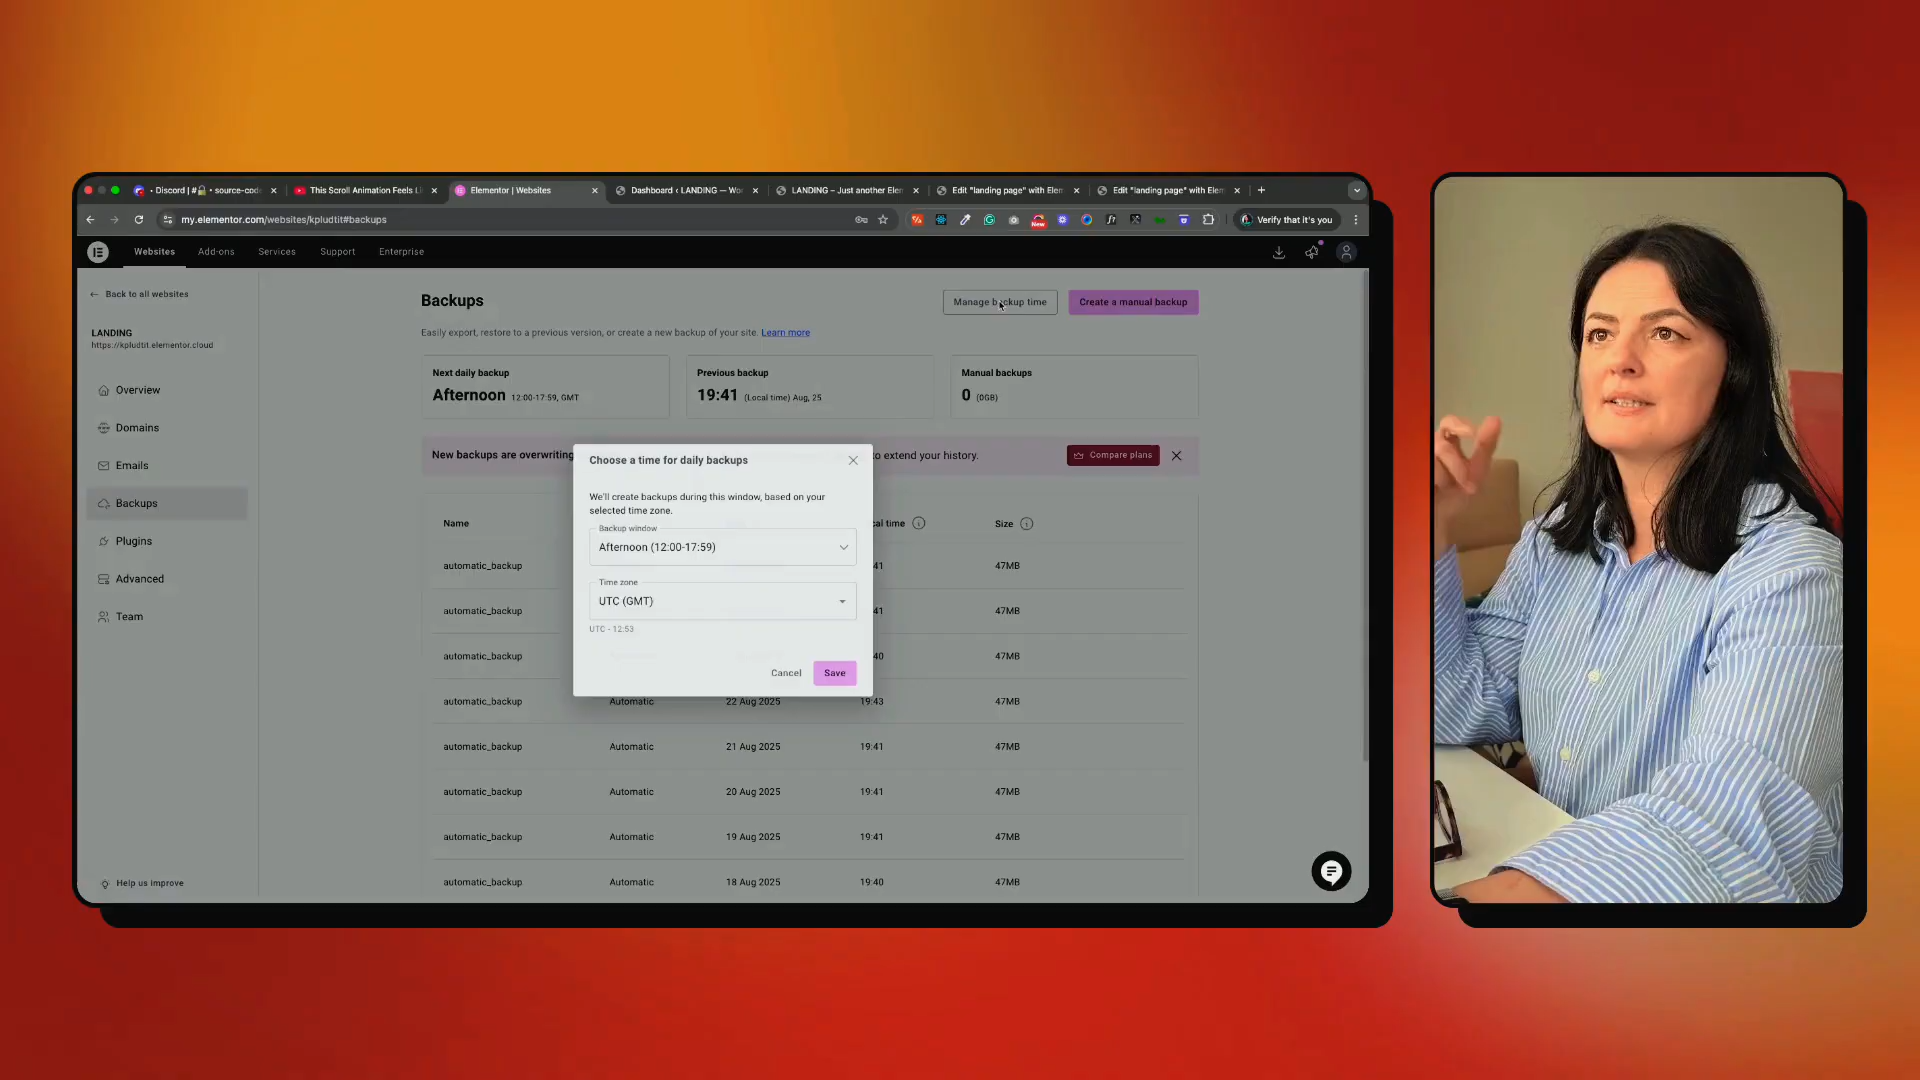 Discord | #🔒 • source-cod
This Scroll Animation Feels Li
Elementor | Websites
Dashboard ‹ LANDING — Wor
LANDING – Just another Elen
Edit "landing page" with Elem
Edit "landing page" with Elem
my.elementor.com/websites/kpludtit#backups
New
Verify that it's you
Websites
Add-ons
Services
Support
Enterprise
Back to all websites
LANDING
https://kpludtit.elementor.cloud
Overview
Domains
Emails
Backups
Plugins
Advanced
Team
Help us improve
Backups
Manage backup time
Create a manual backup
Easily export, restore to a previous version, or create a new backup of your site. Learn more
Next daily backup
Afternoon 12:00-17:59, GMT
Previous backup
19:41 (Local time) Aug, 25
Manual backups
0 (0GB)
New backups are overwriting
to extend your history.
Compare plans
Choose a time for daily backups
We'll create backups during this window, based on your
selected time zone.
Backup window
Afternoon (12:00-17:59)
Time zone
UTC (GMT)
UTC - 12:53
Cancel
Save
Name
cal time
Size
automatic_backup 41 47MB
automatic_backup 41 47MB
automatic_backup 40 47MB
automatic_backup Automatic 22 Aug 2025 19:43 47MB
automatic_backup Automatic 21 Aug 2025 19:41 47MB
automatic_backup Automatic 20 Aug 2025 19:41 47MB
automatic_backup Automatic 19 Aug 2025 19:41 47MB
automatic_backup Automatic 18 Aug 2025 19:40 47MB